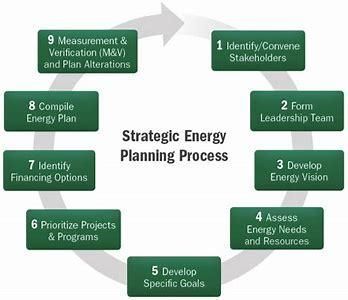 Strategic Energy
Planning Process
1 Identify/Convene
Stakeholders
2 Form
Leadership Team
3 Develop
Energy Vision
4 Assess
Energy Needs
and Resources
5 Develop
Specific Goals
6 Prioritize Projects
& Programs
7 Identify
Financing Options
8 Compile
Energy Plan
9 Measurement &
Verification (M&V)
and Plan Alterations